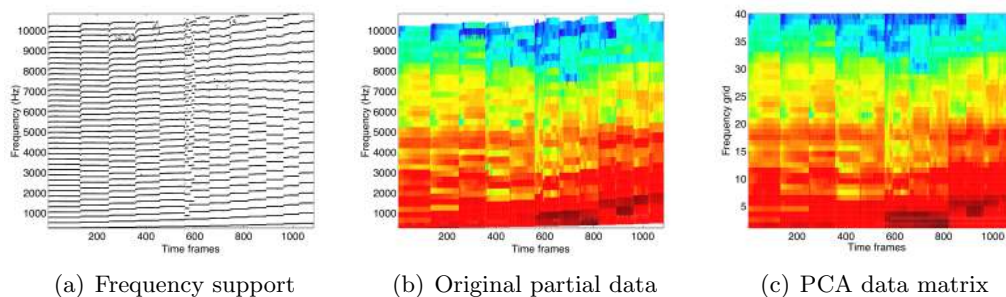 10000
9000
8000
7000
6000
5000
4000
3000
2000
1000
Frequency (Hz)
200 400 600 800 1000
Time frames
(a) Frequency support
10000
9000
8000
7000
6000
5000
4000
3000
2000
1000
Frequency (Hz)
200 400 600 800 1000
Time frames
(b) Original partial data
40
35
30
25
20
15
10
5
Frequency grid
200 400 600 800 1000
Time frames
(c) PCA data matrix